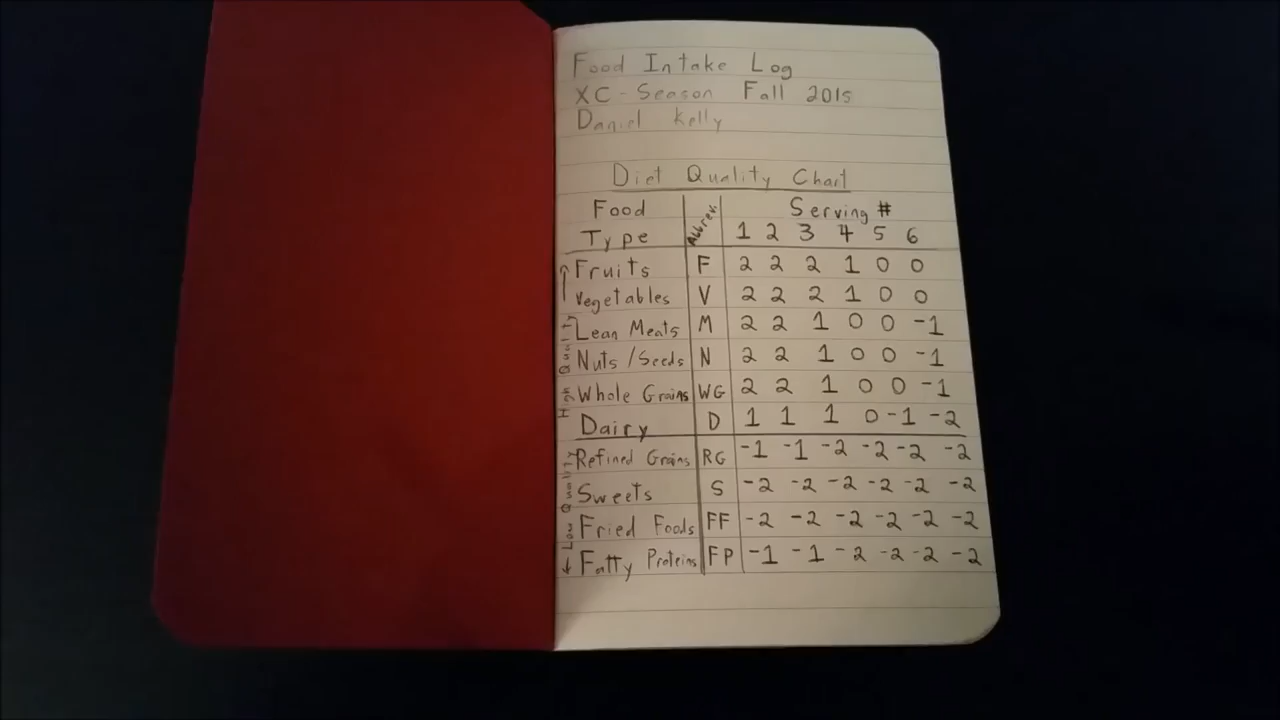 Food Intake Log
XC-Season Fall 2015
Daniel Kelly
Diet Quality Chart
Food Type Abbrev. Serving #
1 2 3 4 5 6
Fruits F 2 2 2 1 0 0
Vegetables V 2 2 2 1 0 0
Lean Meats M 2 2 1 0 0 -1
Nuts/Seeds N 2 2 1 0 0 -1
Whole Grains WG 2 2 1 0 0 -1
Dairy D 1 1 1 0 -1 -2
High Quality
Refined Grains RG -1 -1 -2 -2 -2 -2
Sweets S -2 -2 -2 -2 -2 -2
Fried Foods FF -2 -2 -2 -2 -2 -2
Fatty Proteins FP -1 -1 -2 -2 -2 -2
Low Quality